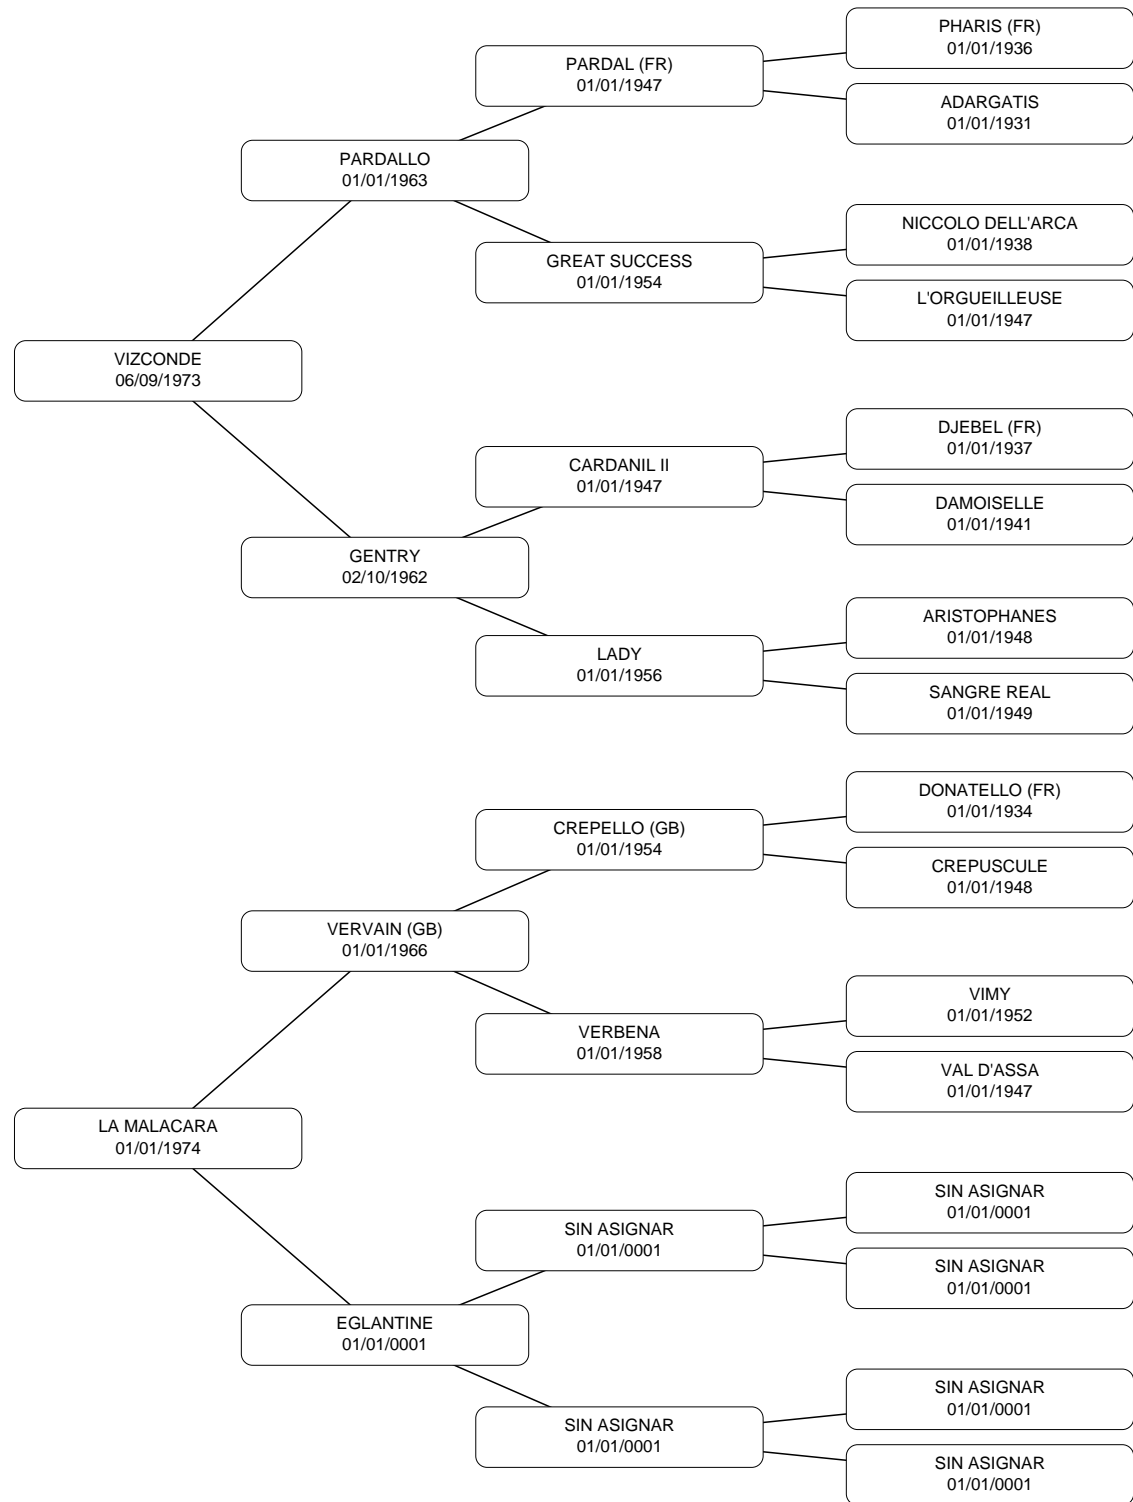 PHARIS (FR)
01/01/1936
PARDAL (FR)
01/01/1947
ADARGATIS
01/01/1931
PARDALLO
01/01/1963
NICCOLO DELL'ARCA
01/01/1938
GREAT SUCCESS
01/01/1954
L'ORGUEILLEUSE
01/01/1947
VIZCONDE
06/09/1973
DJEBEL (FR)
01/01/1937
CARDANIL II
01/01/1947
DAMOISELLE
01/01/1941
GENTRY
02/10/1962
ARISTOPHANES
01/01/1948
LADY
01/01/1956
SANGRE REAL
01/01/1949
DONATELLO (FR)
01/01/1934
CREPELLO (GB)
01/01/1954
CREPUSCULE
01/01/1948
VERVAIN (GB)
01/01/1966
VIMY
01/01/1952
VERBENA
01/01/1958
VAL D'ASSA
01/01/1947
LA MALACARA
01/01/1974
SIN ASIGNAR
01/01/0001
SIN ASIGNAR
01/01/0001
SIN ASIGNAR
01/01/0001
EGLANTINE
01/01/0001
SIN ASIGNAR
01/01/0001
SIN ASIGNAR
01/01/0001
SIN ASIGNAR
01/01/0001